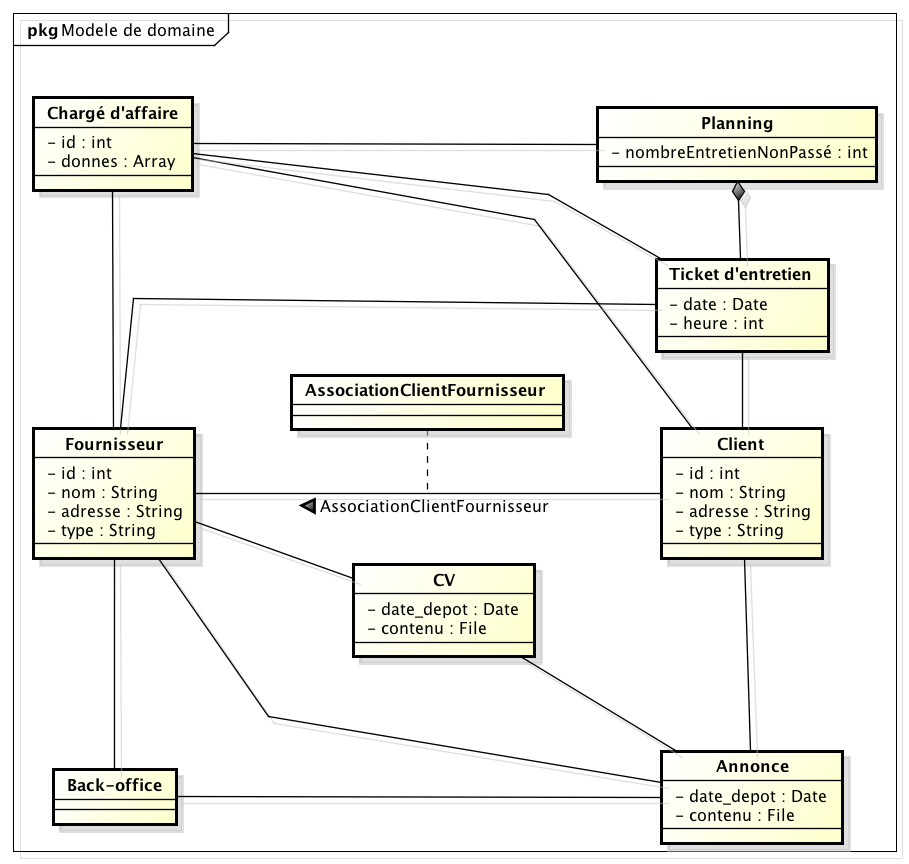 pkg Modele de domaine
Chargé d'affaire
- id : int
- donnes : Array
Planning
- nombreEntretienNonPassé : int
Ticket d'entretien
- date : Date
- heure : int
AssociationClientFournisseur
Fournisseur
- id : int
- nom : String
- adresse : String
- type : String
AssociationClientFournisseur
Client
- id : int
- nom : String
- adresse : String
- type : String
CV
- date_depot : Date
- contenu : File
Back-office
Annonce
- date_depot : Date
- contenu : File